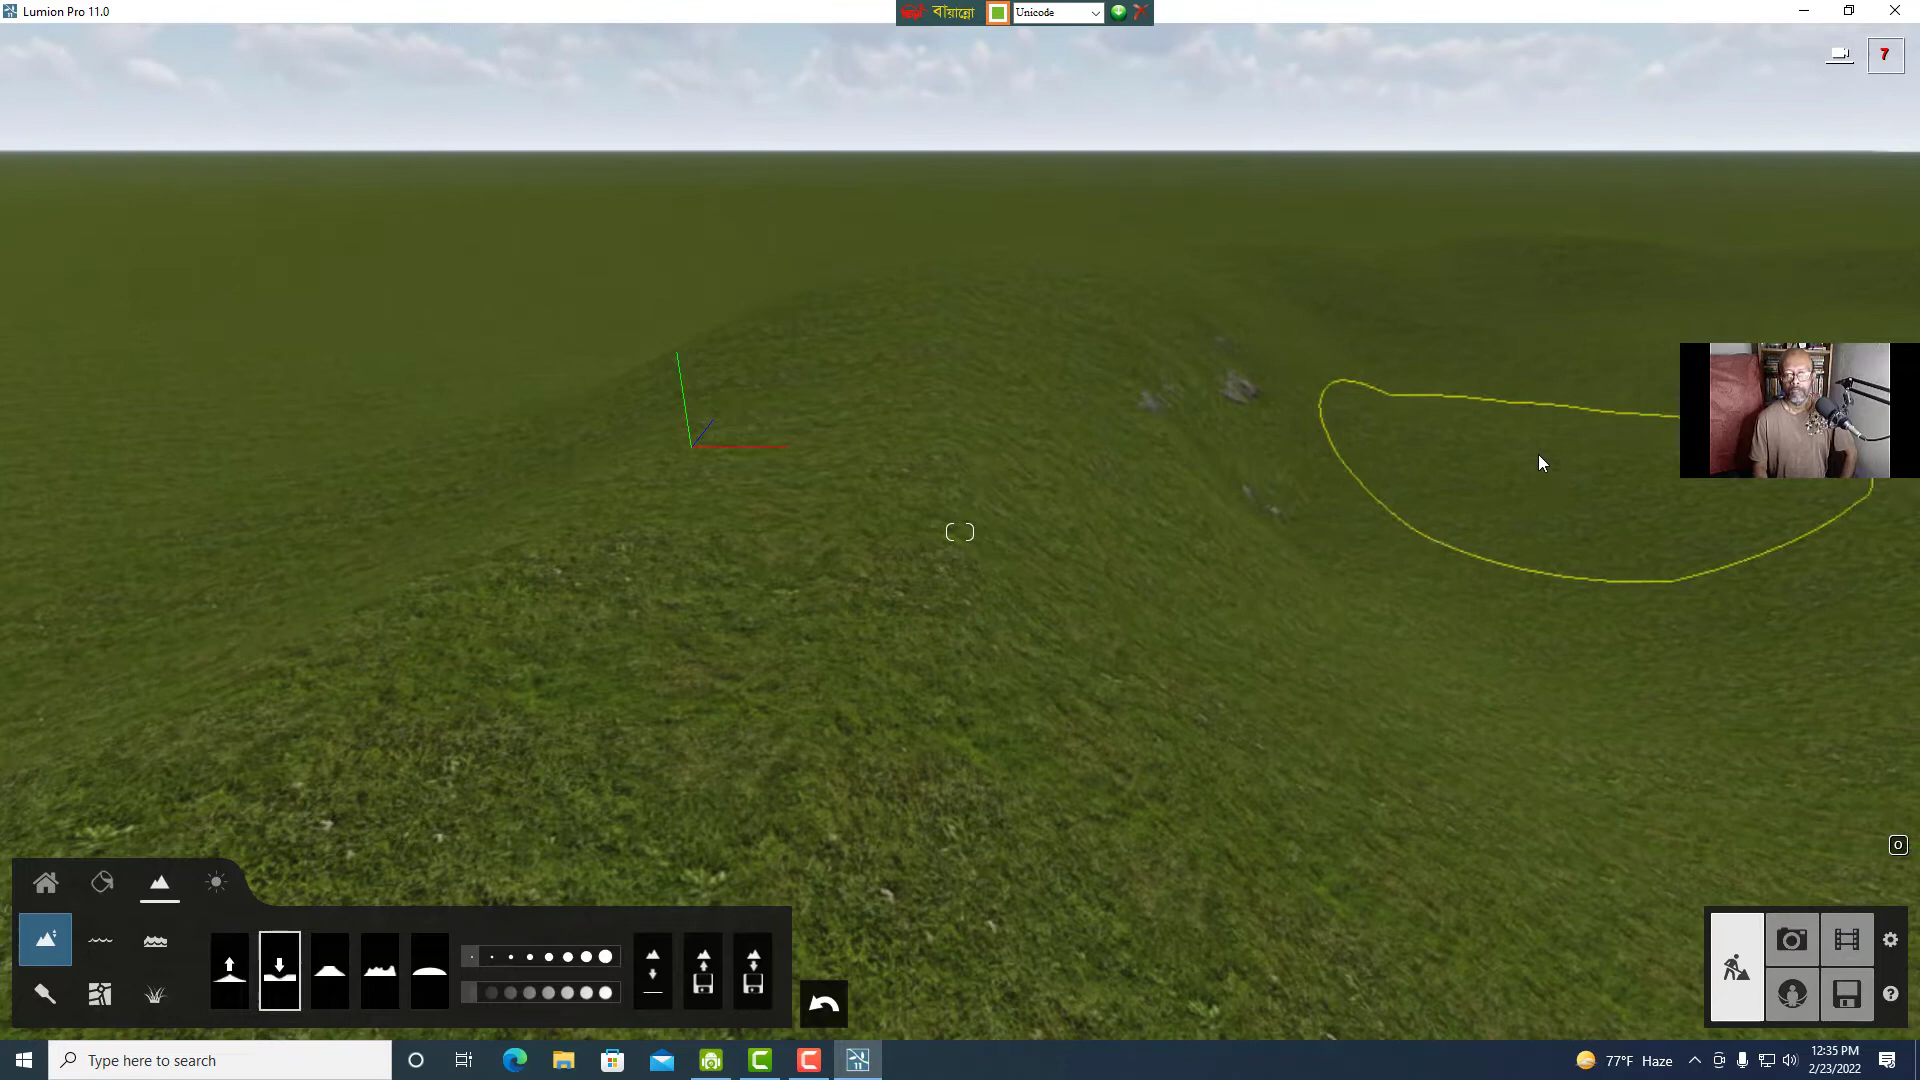 Lumion Pro 11.0
বায়ান্নো
Unicode
7
O
Type here to search
77°F Haze
12:35 PM
2/23/2022